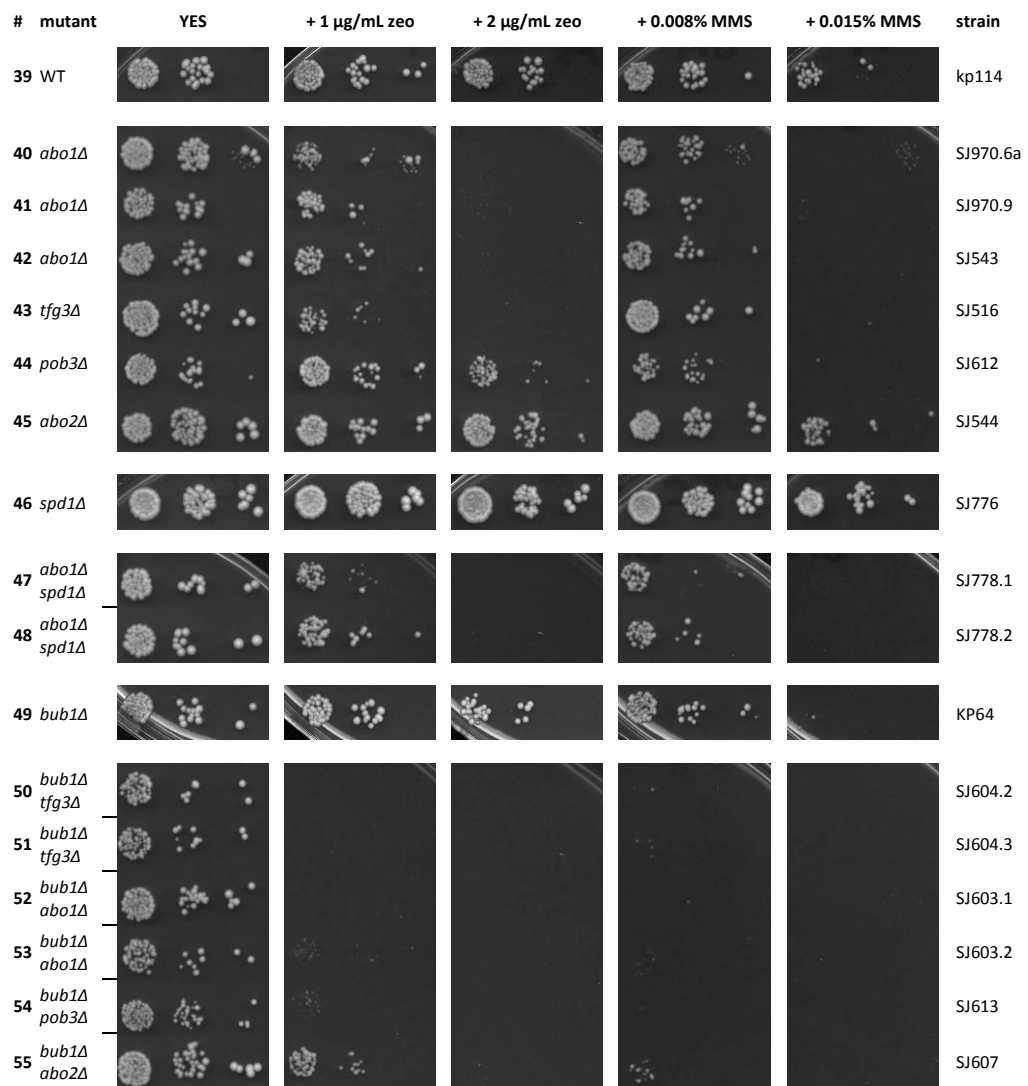 # mutant YES + 1 µg/mL zeo + 2 µg/mL zeo + 0.008% MMS + 0.015% MMS strain
39 WT kp114
40 abo1Δ SJ970.6a
41 abo1Δ SJ970.9
42 abo1Δ SJ543
43 tfg3Δ SJ516
44 pob3Δ SJ612
45 abo2Δ SJ544
46 spd1Δ SJ776
47 abo1Δ
spd1Δ SJ778.1
48 abo1Δ
spd1Δ SJ778.2
49 bub1Δ KP64
50 bub1Δ
tfg3Δ SJ604.2
51 bub1Δ
tfg3Δ SJ604.3
52 bub1Δ
abo1Δ SJ603.1
53 bub1Δ
abo1Δ SJ603.2
54 bub1Δ
pob3Δ SJ613
55 bub1Δ
abo2Δ SJ607